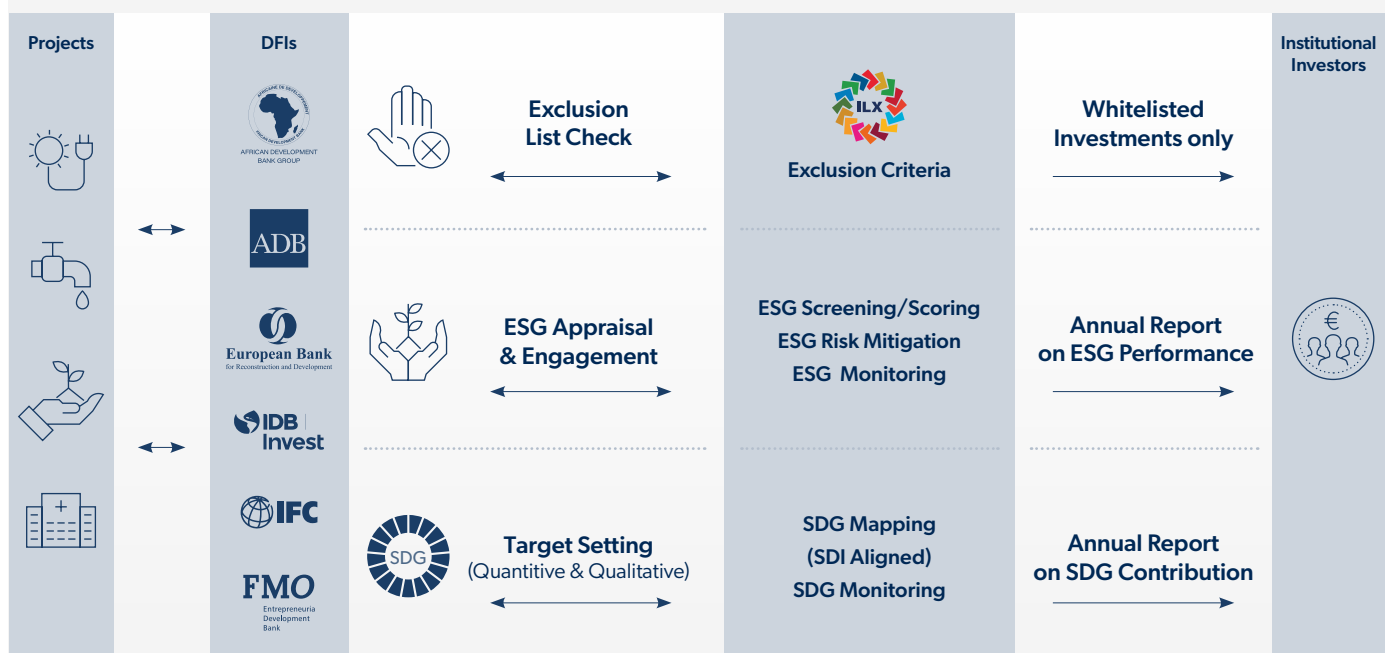 Projects
DFIs
AFRICAN DEVELOPMENT
BANK GROUP
ADB
European Bank
for Reconstruction and Development
IDB
Invest
IFC
FMO
Entrepreneuria
Development
Bank
Exclusion
List Check
ESG Appraisal
& Engagement
SDG
Target Setting
(Quantitive & Qualitative)
ILX
Exclusion Criteria
ESG Screening/Scoring
ESG Risk Mitigation
ESG Monitoring
SDG Mapping
(SDI Aligned)
SDG Monitoring
Whitelisted
Investments only
Annual Report
on ESG Performance
Annual Report
on SDG Contribution
Institutional
Investors
€